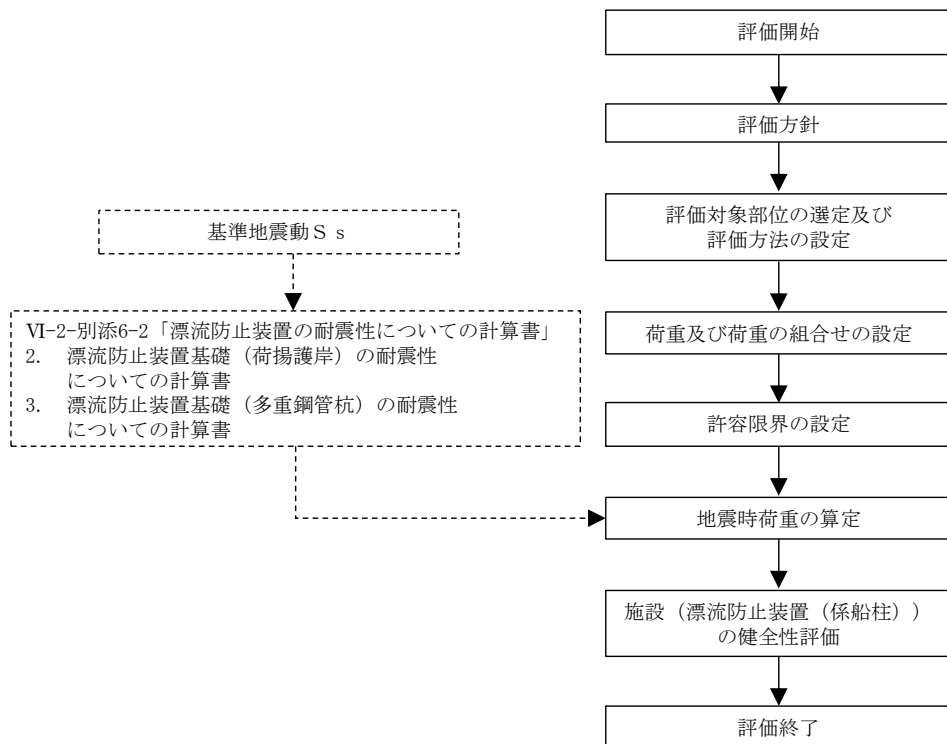 評価開始
評価方針
評価対象部位の選定及び
評価方法の設定
基準地震動Ｓｓ
Ⅵ-2-別添6-2「漂流防止装置の耐震性についての計算書」
2. 漂流防止装置基礎（荷揚護岸）の耐震性
についての計算書
3. 漂流防止装置基礎（多重鋼管杭）の耐震性
についての計算書
荷重及び荷重の組合せの設定
許容限界の設定
地震時荷重の算定
施設（漂流防止装置（係船柱））
の健全性評価
評価終了